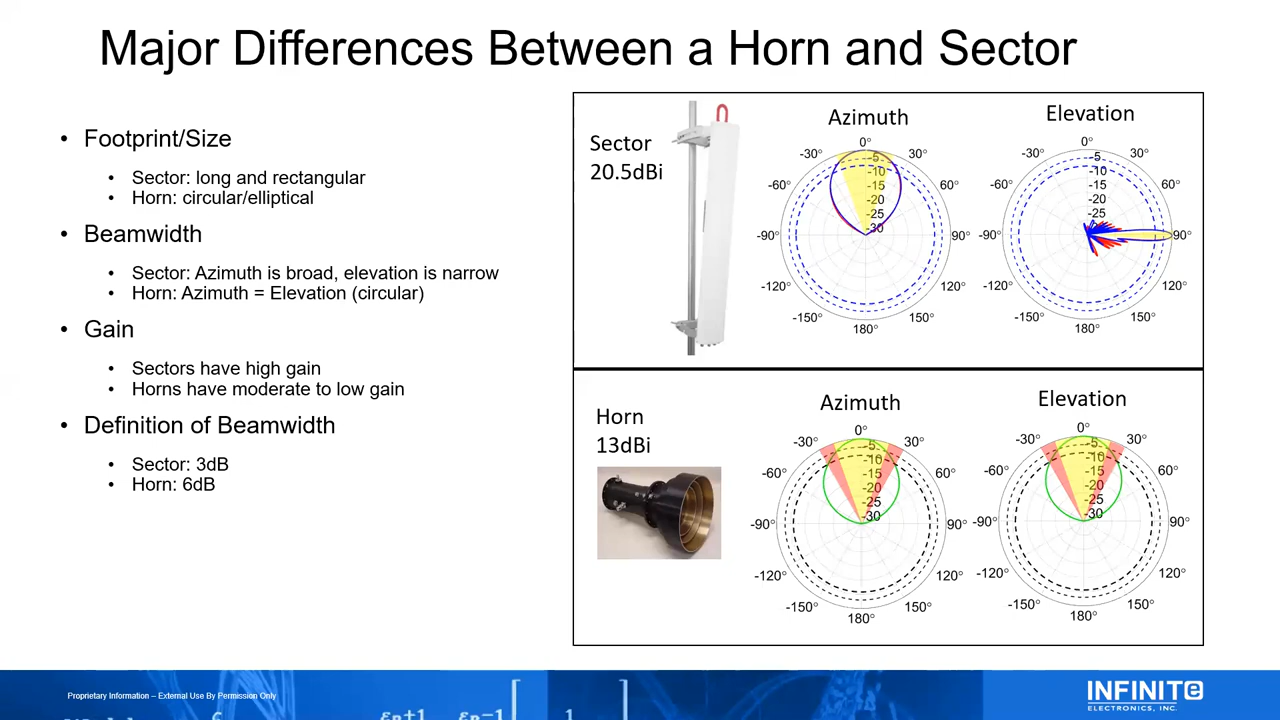 Major Differences Between a Horn and Sector
• Footprint/Size
• Sector: long and rectangular
• Horn: circular/elliptical
• Beamwidth
• Sector: Azimuth is broad, elevation is narrow
• Horn: Azimuth = Elevation (circular)
• Gain
• Sectors have high gain
• Horns have moderate to low gain
• Definition of Beamwidth
• Sector: 3dB
• Horn: 6dB
Sector
20.5dBi
Azimuth
0°
-30° 30°
-60° 60°
-90° 90°
-120° 120°
-150° 150°
180°
-5
-10
-15
-20
-25
-30
Elevation
0°
-30° 30°
-60° 60°
-90° 90°
-120° 120°
-150° 150°
180°
-5
-10
-15
-20
-25
Horn
13dBi
Azimuth
0°
-30° 30°
-60° 60°
-90° 90°
-120° 120°
-150° 150°
180°
-5
-10
-15
-20
-25
-30
Elevation
0°
-30° 30°
-60° 60°
-90° 90°
-120° 120°
-150° 150°
180°
-5
-10
-15
-20
-25
-30
Proprietary Information – External Use By Permission Only
INFINITe
ELECTRONICS, INC.